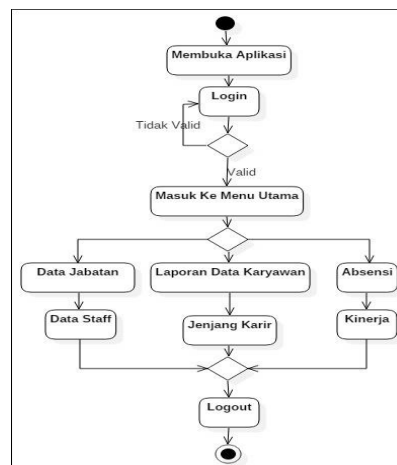 Membuka Aplikasi
Login
Tidak Valid
Valid
Masuk Ke Menu Utama
Data Jabatan
Laporan Data Karyawan
Absensi
Data Staff
Jenjang Karir
Kinerja
Logout